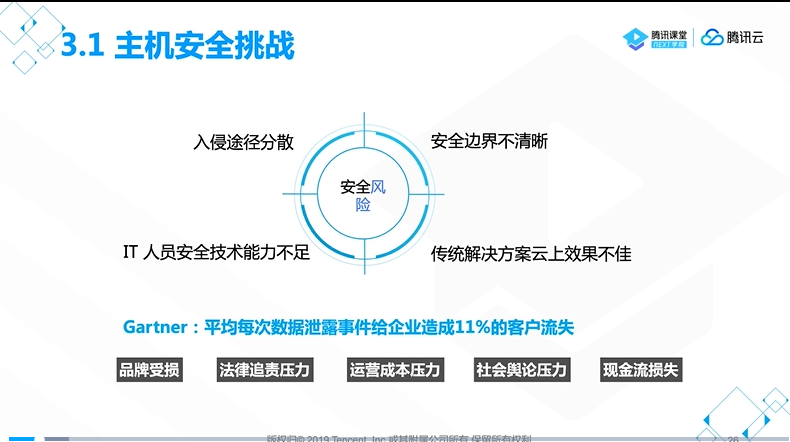 3.1 主机安全挑战
腾讯课堂
NEXT学院
腾讯云
入侵途径分散
安全边界不清晰
安全风
险
IT 人员安全技术能力不足
传统解决方案云上效果不佳
Gartner：平均每次数据泄露事件给企业造成11%的客户流失
品牌受损
法律追责压力
运营成本压力
社会舆论压力
现金流损失
版权归© 2019 Tencent, Inc 或其附属公司所有 保留所有权利
26